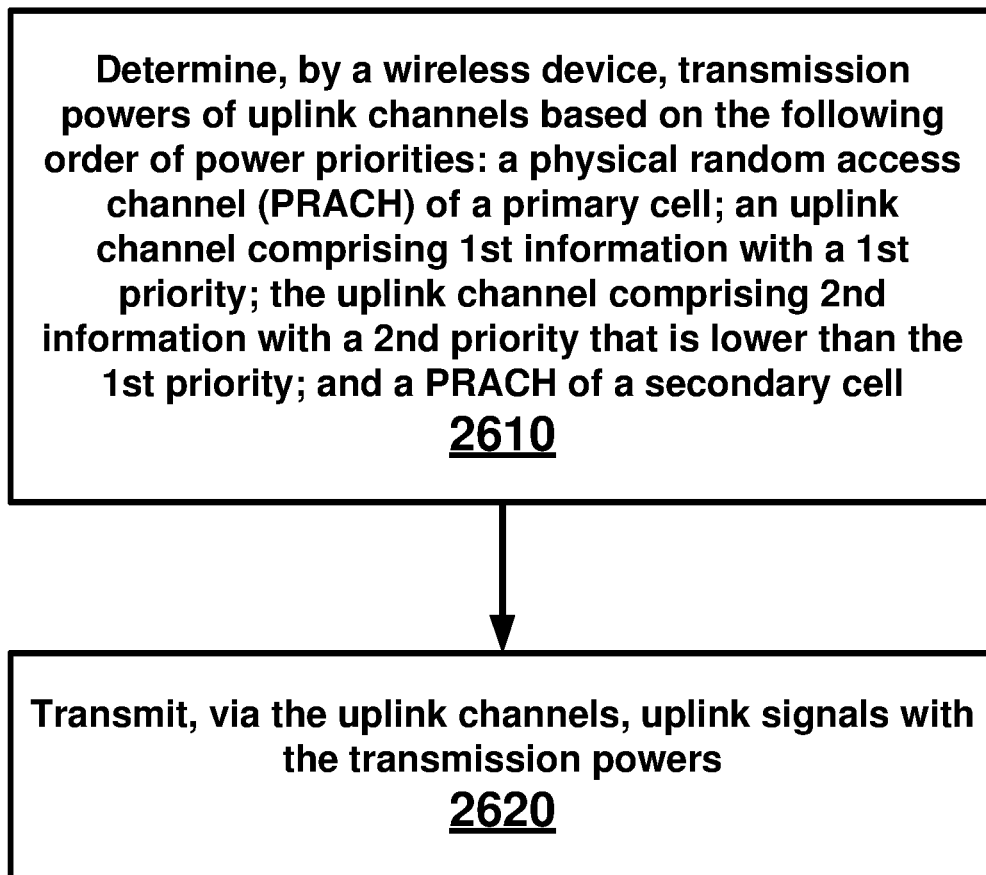 Determine, by a wireless device, transmission
powers of uplink channels based on the following
order of power priorities: a physical random access
channel (PRACH) of a primary cell; an uplink
channel comprising 1st information with a 1st
priority; the uplink channel comprising 2nd
information with a 2nd priority that is lower than the
1st priority; and a PRACH of a secondary cell
2610
Transmit, via the uplink channels, uplink signals with
the transmission powers
2620